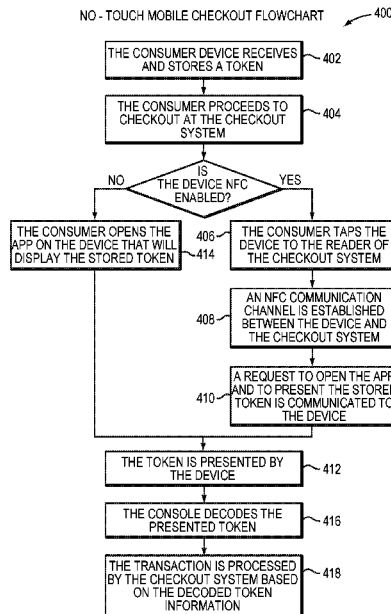 NO - TOUCH MOBILE CHECKOUT FLOWCHART
400
THE CONSUMER DEVICE RECEIVES
AND STORES A TOKEN
402
THE CONSUMER PROCEEDS TO
CHECKOUT AT THE CHECKOUT
SYSTEM
404
IS
THE DEVICE NFC
ENABLED?
NO
YES
THE CONSUMER OPENS THE
APP ON THE DEVICE THAT WILL
DISPLAY THE STORED TOKEN
414
406
THE CONSUMER TAPS THE
DEVICE TO THE READER OF
THE CHECKOUT SYSTEM
408
AN NFC COMMUNICATION
CHANNEL IS ESTABLISHED
BETWEEN THE DEVICE AND
THE CHECKOUT SYSTEM
410
A REQUEST TO OPEN THE APP
AND TO PRESENT THE STORED
TOKEN IS COMMUNICATED TO
THE DEVICE
THE TOKEN IS PRESENTED BY
THE DEVICE
412
THE CONSOLE DECODES THE
PRESENTED TOKEN
416
THE TRANSACTION IS PROCESSED
BY THE CHECKOUT SYSTEM BASED
ON THE DECODED TOKEN
INFORMATION
418